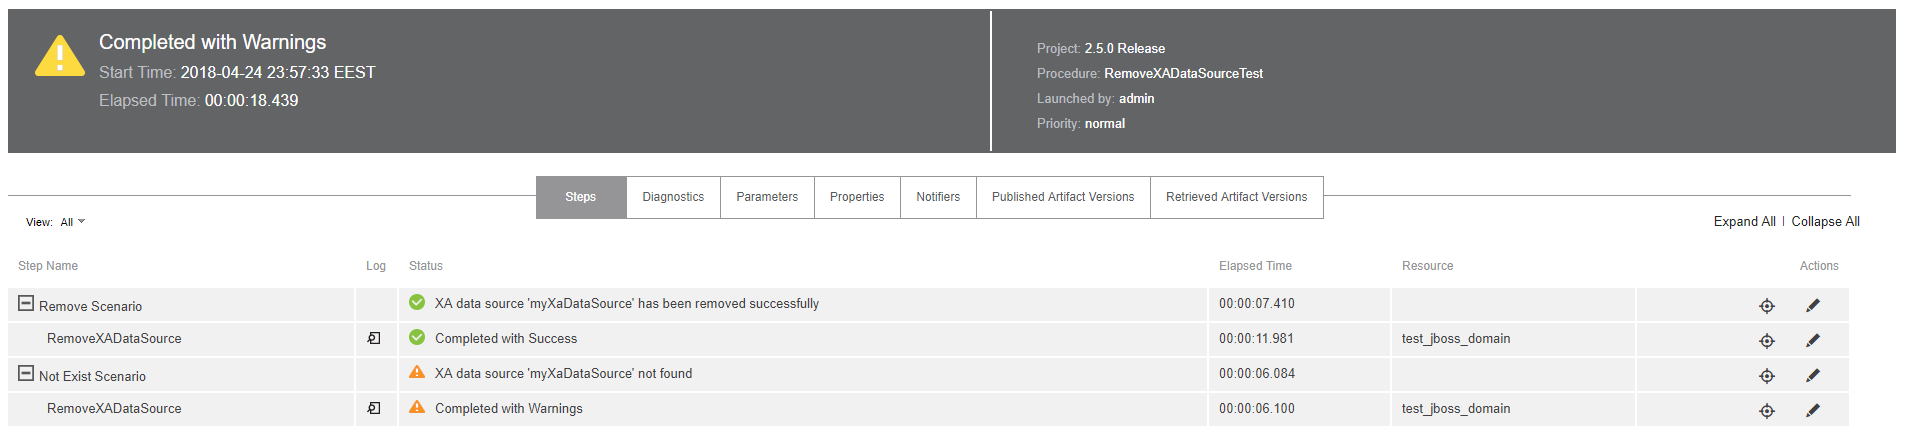 Completed with Warnings
Start Time: 2018-04-24 23:57:33 EEST
Elapsed Time: 00:00:18.439
Project: 2.5.0 Release
Procedure: RemoveXADataSourceTest
Launched by: admin
Priority: normal
Steps Diagnostics Parameters Properties Notifiers Published Artifact Versions Retrieved Artifact Versions
View: All Expand All | Collapse All
Step Name Log Status Elapsed Time Resource Actions
Remove Scenario XA data source 'myXaDataSource' has been removed successfully 00:00:07.410
RemoveXADataSource Completed with Success 00:00:11.981 test_jboss_domain
Not Exist Scenario XA data source 'myXaDataSource' not found 00:00:06.084
RemoveXADataSource Completed with Warnings 00:00:06.100 test_jboss_domain